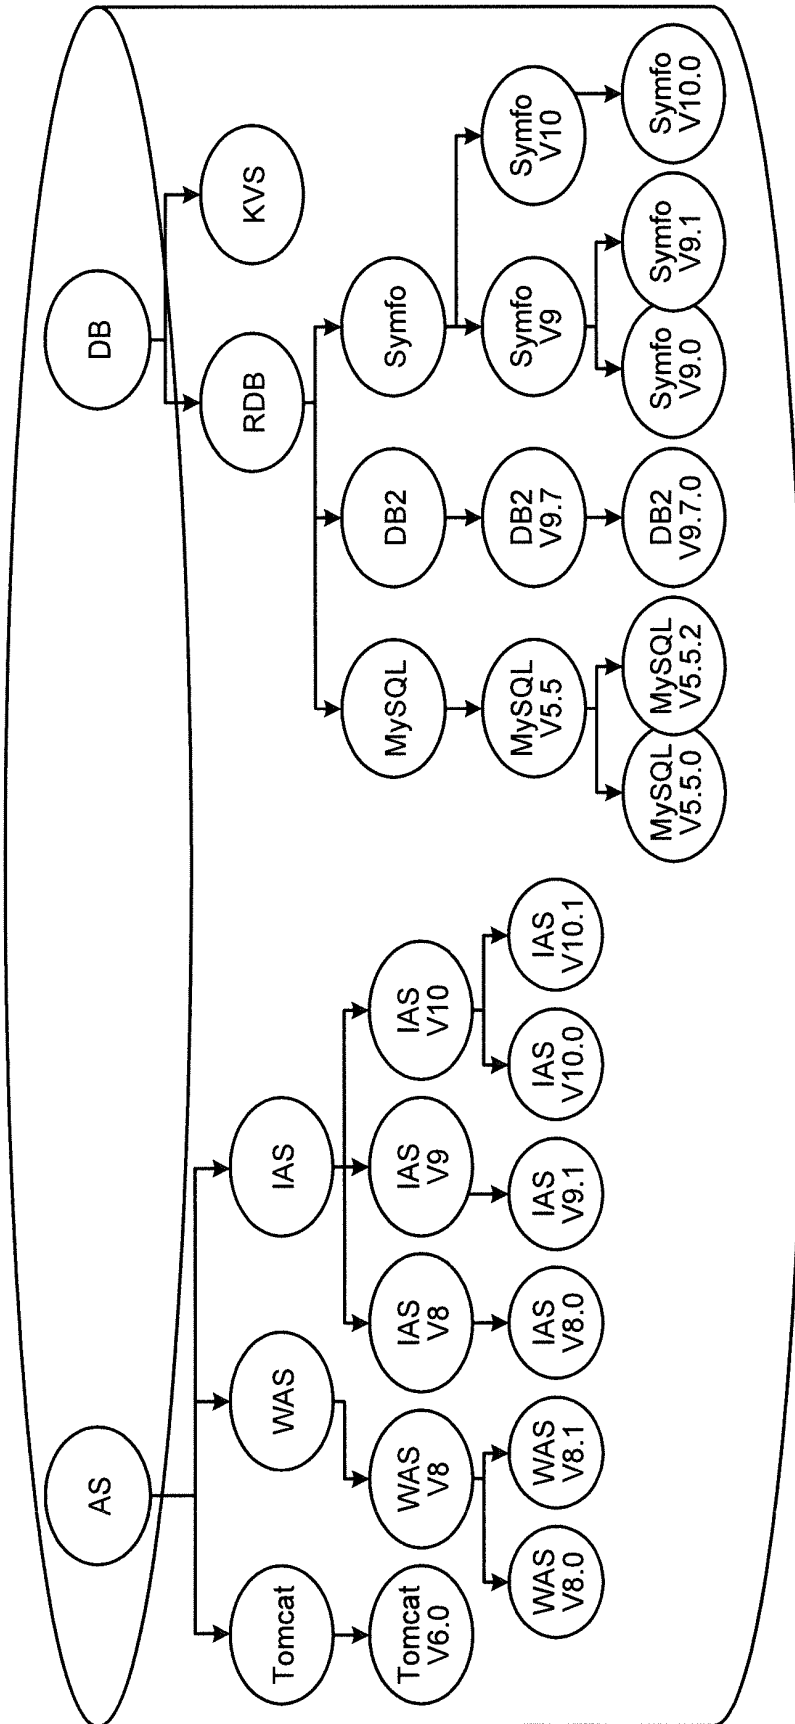 AS
Tomcat
WAS
IAS
Tomcat
V6.0
WAS
V8
IAS
V8
IAS
V9
IAS
V10
WAS
V8.0
WAS
V8.1
IAS
V8.0
IAS
V9.1
IAS
V10.0
IAS
V10.1
DB
RDB
KVS
MySQL
DB2
Symfo
MySQL
V5.5
DB2
V9.7
Symfo
V9
Symfo
V10
MySQL
V5.5.0
MySQL
V5.5.2
DB2
V9.7.0
Symfo
V9.0
Symfo
V9.1
Symfo
V10.0